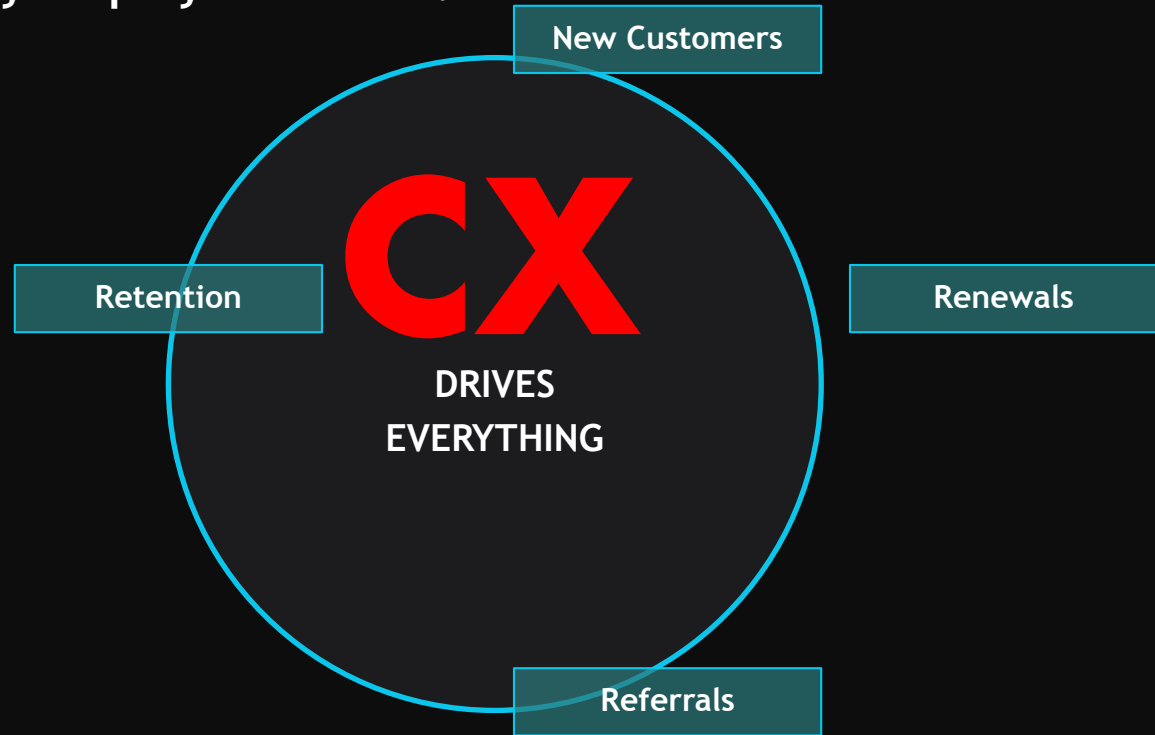 New Customers
CX
Retention
Renewals
DRIVES
EVERYTHING
Referrals